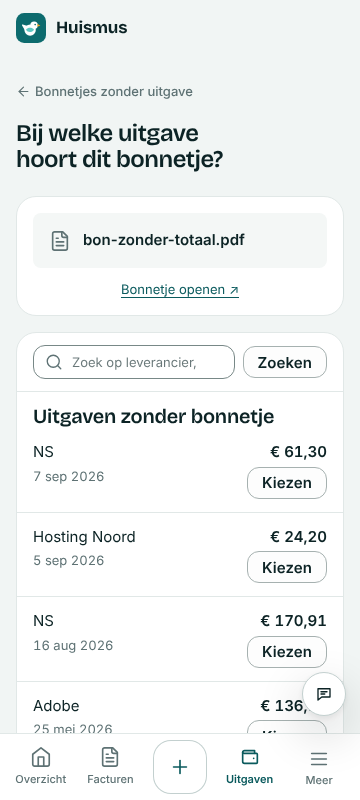 Huismus
← Bonnetjes zonder uitgave
Bij welke uitgave
hoort dit bonnetje?
bon-zonder-totaal.pdf
Bonnetje openen ↗
Zoek op leverancier,
Zoeken
Uitgaven zonder bonnetje
NS € 61,30
7 sep 2026 Kiezen
Hosting Noord € 24,20
5 sep 2026 Kiezen
NS € 170,91
16 aug 2026 Kiezen
Adobe € 136,
25 mei 2026
Overzicht Facturen + Uitgaven Meer